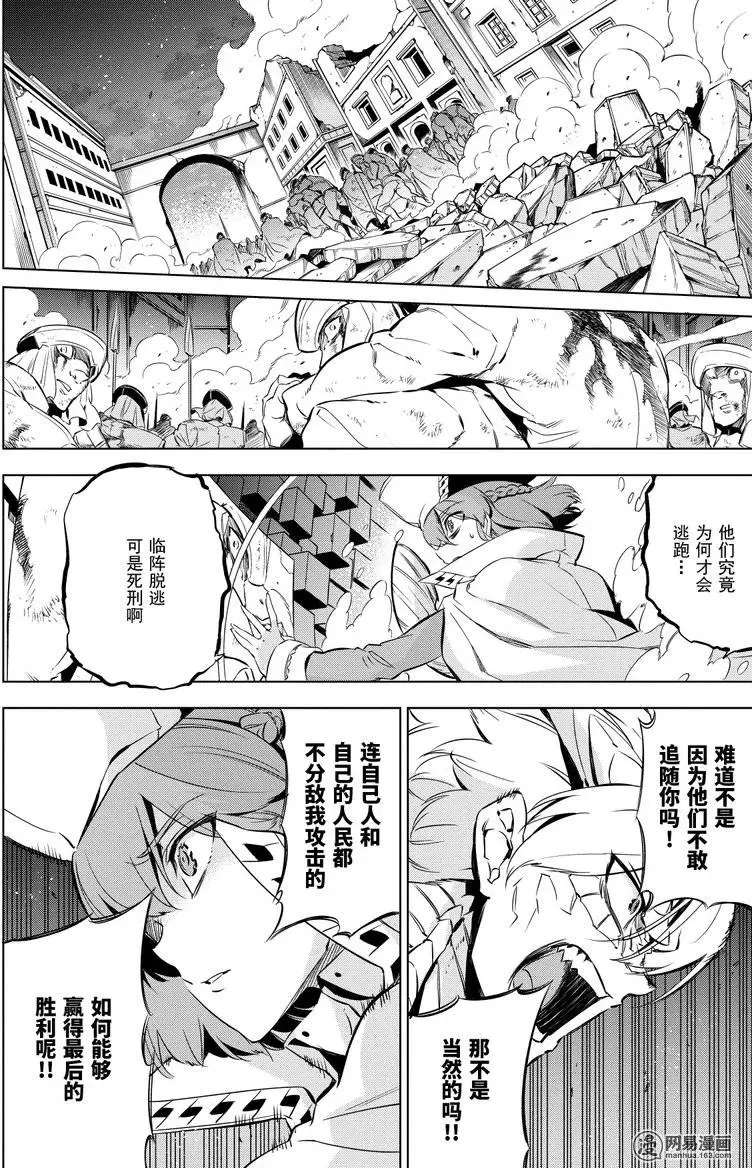 2
他们究竟
为何才会
逃跑…
临阵脱逃
可是死刑啊
难道不是
因为他们不敢
追随你吗！
那不是
当然的吗！！
连自己人和
自己的人民都
不分敌我攻击的
如何能够
赢得最后的
胜利呢!!
漫
网易漫画
manhua.163.com